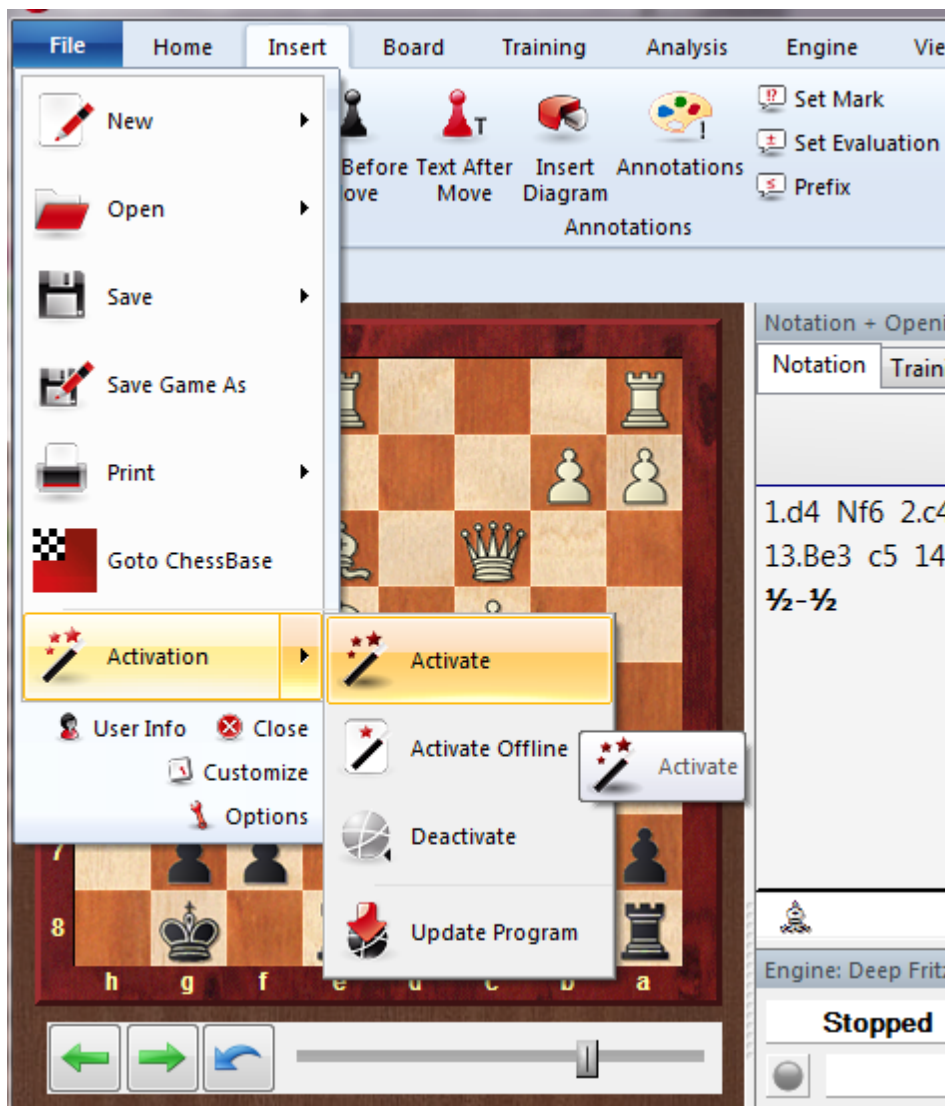 File Home Insert Board Training Analysis Engine Vie
New
Open
Save
Save Game As
Print
Goto ChessBase
Activation
User Info Close
Customize
Options
Before Text After Insert Annotations
ove Move Diagram
Annotations
!? Set Mark
± Set Evaluation
≤ Prefix
T
!
Activate
Activate Offline
Deactivate
Update Program
Activate
Notation + Openi
Notation Train
1.d4 Nf6 2.c4
13.Be3 c5 14
½-½
7
8
h g f e d c b a
Engine: Deep Fritz
Stopped